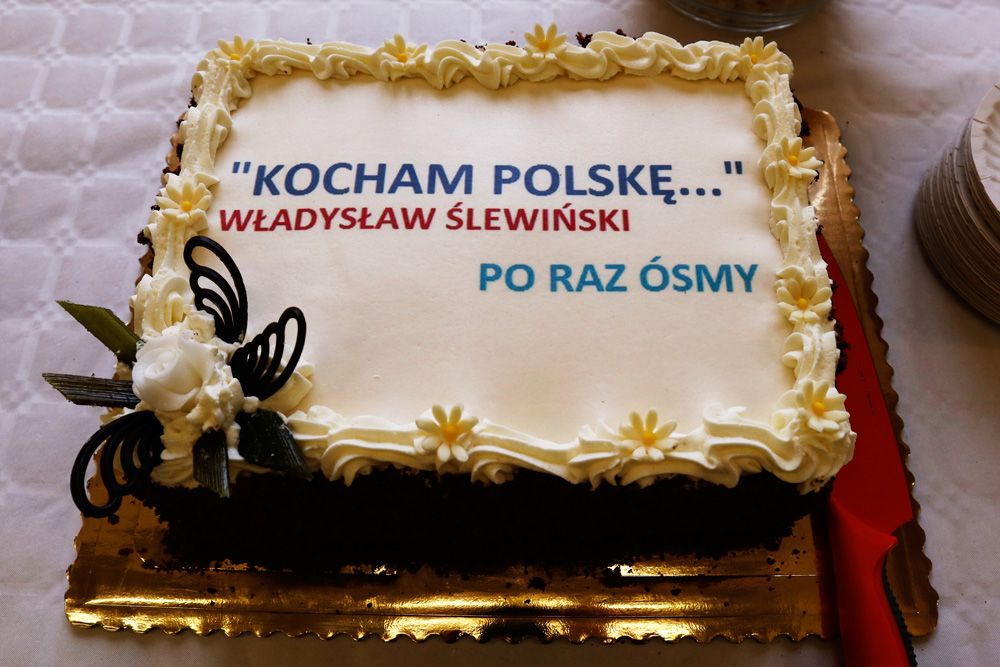 "KOCHAM POLSKĘ..."
WŁADYSŁAW ŚLEWIŃSKI
PO RAZ ÓSMY